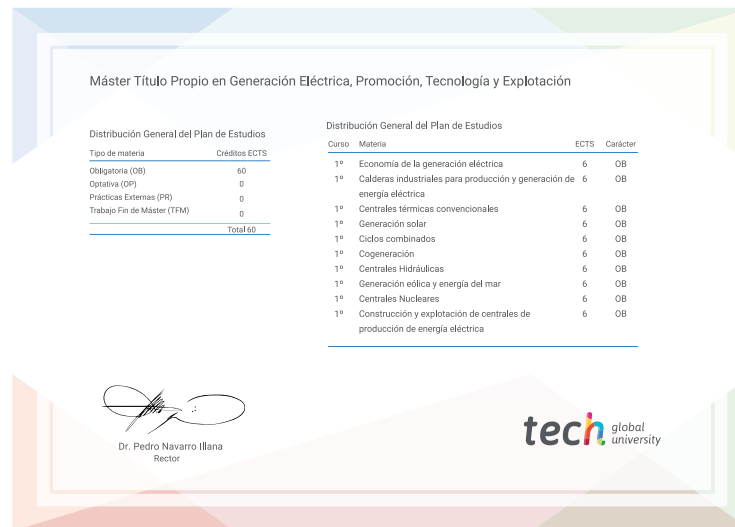 Máster Título Propio en Generación Eléctrica, Promoción, Tecnología y Explotación
Distribución General del Plan de Estudios
Tipo de materia Créditos ECTS
Obligatoria (OB) 60
Optativa (OP) 0
Prácticas Externas (PR) 0
Trabajo Fin de Máster (TFM) 0
Total 60
Distribución General del Plan de Estudios
Curso Materia ECTS Carácter
1º Economía de la generación eléctrica 6 OB
1º Calderas industriales para producción y generación de 6 OB
energía eléctrica
1º Centrales térmicas convencionales 6 OB
1º Generación solar 6 OB
1º Ciclos combinados 6 OB
1º Cogeneración 6 OB
1º Centrales Hidráulicas 6 OB
1º Generación eólica y energía del mar 6 OB
1º Centrales Nucleares 6 OB
1º Construcción y explotación de centrales de 6 OB
producción de energía eléctrica
Dr. Pedro Navarro Illana
Rector
tech global
university